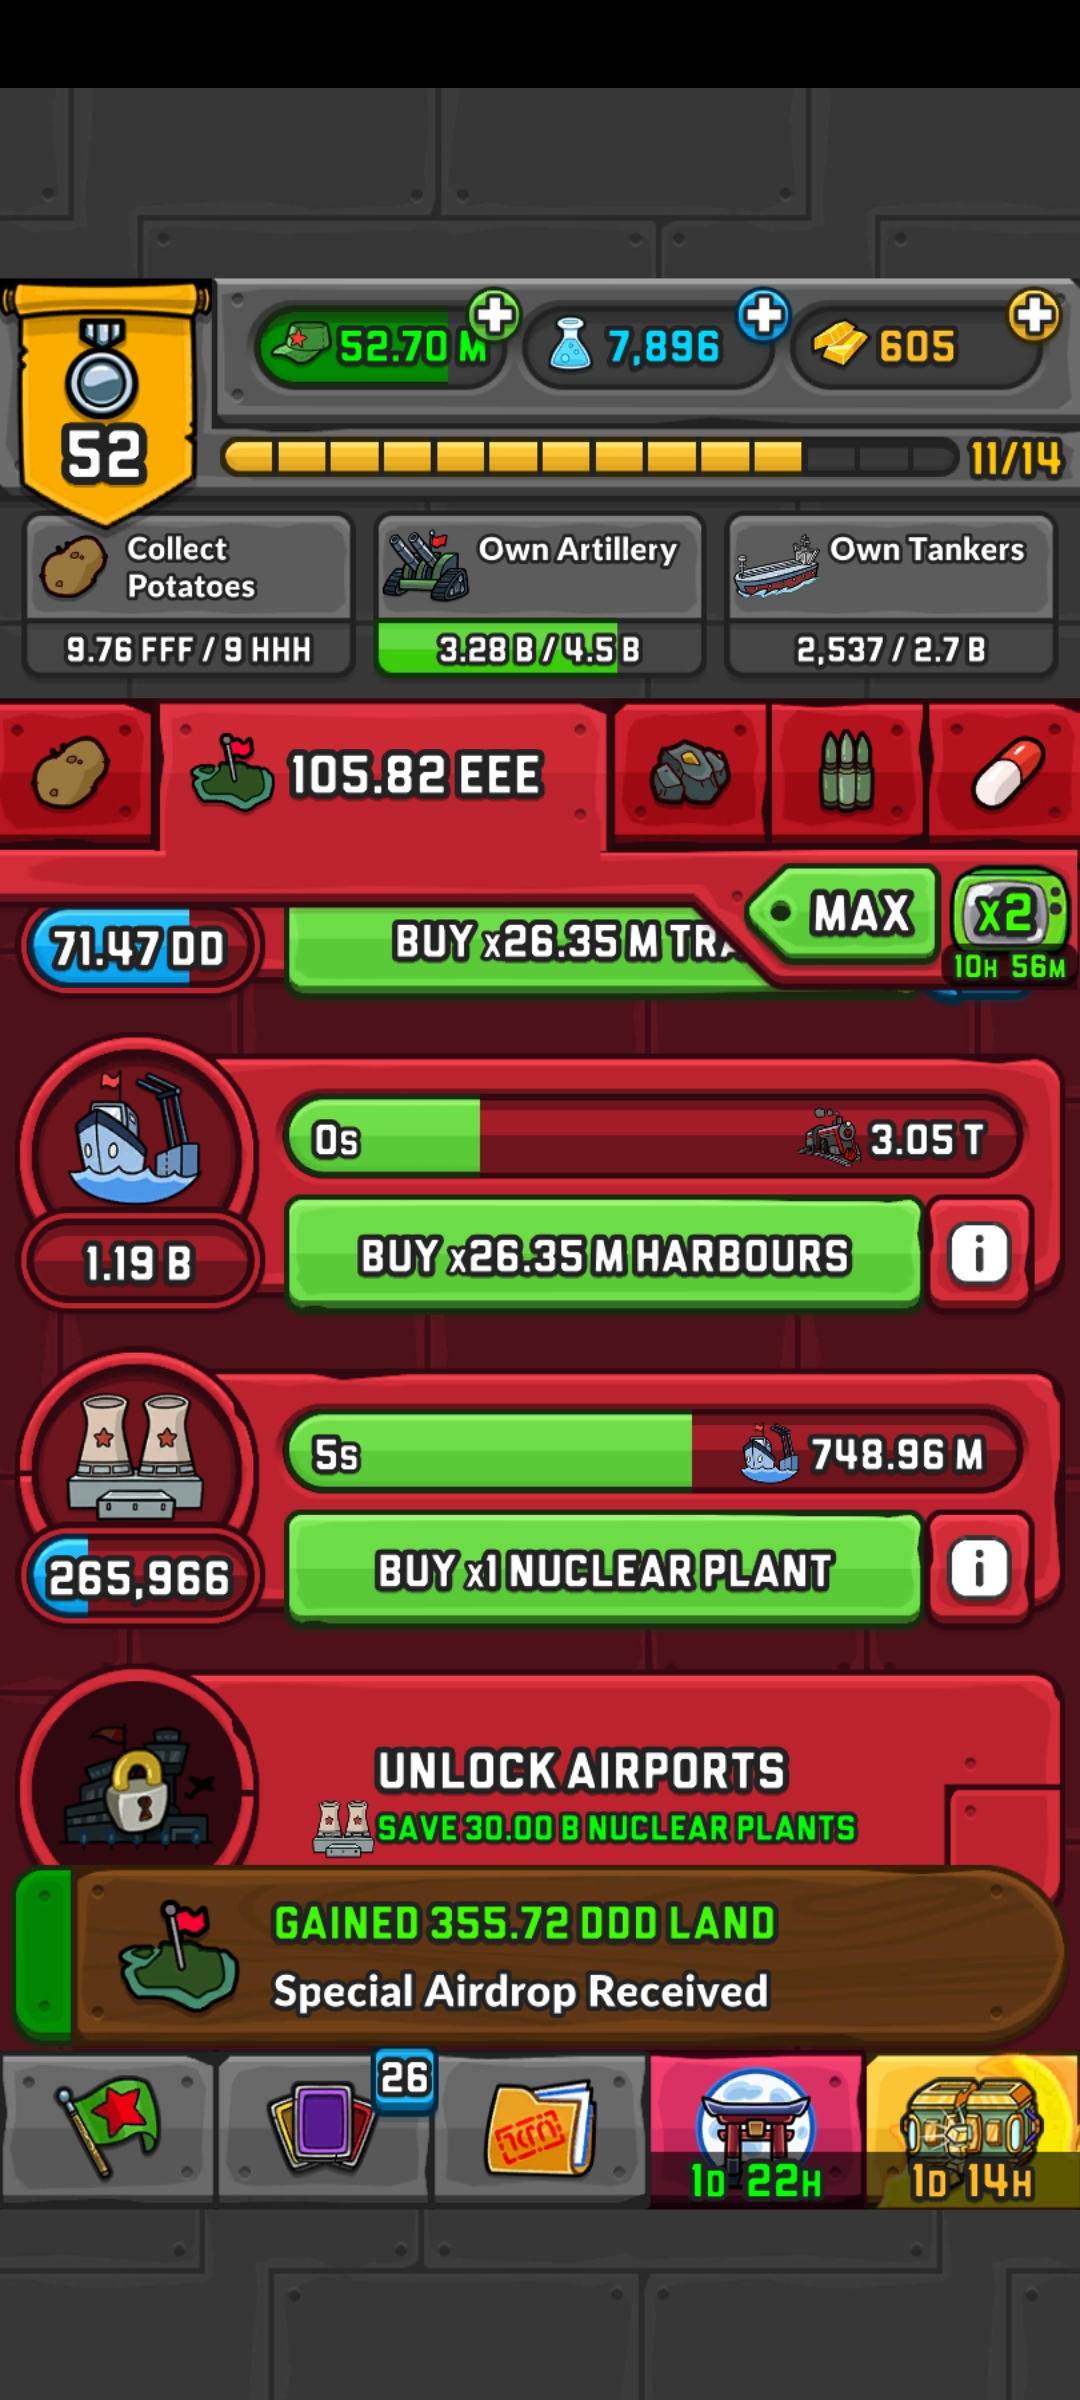 52.70 M
7,896
605
52
11/14
Collect
Potatoes
9.76 FFF / 9 HHH
Own Artillery
3.28 B / 4.5 B
Own Tankers
2,537 / 2.7 B
105.82 EEE
MAX
x2
10H 56M
71.47 DD
BUY x26.35 M
0s
3.05 T
1.19 B
BUY x26.35 M HARBOURS
i
5s
748.96 M
265,966
BUY x1 NUCLEAR PLANT
i
UNLOCK AIRPORTS
SAVE 30.00 B NUCLEAR PLANTS
GAINED 355.72 DDD LAND
Special Airdrop Received
26
1D 22H
1D 14H